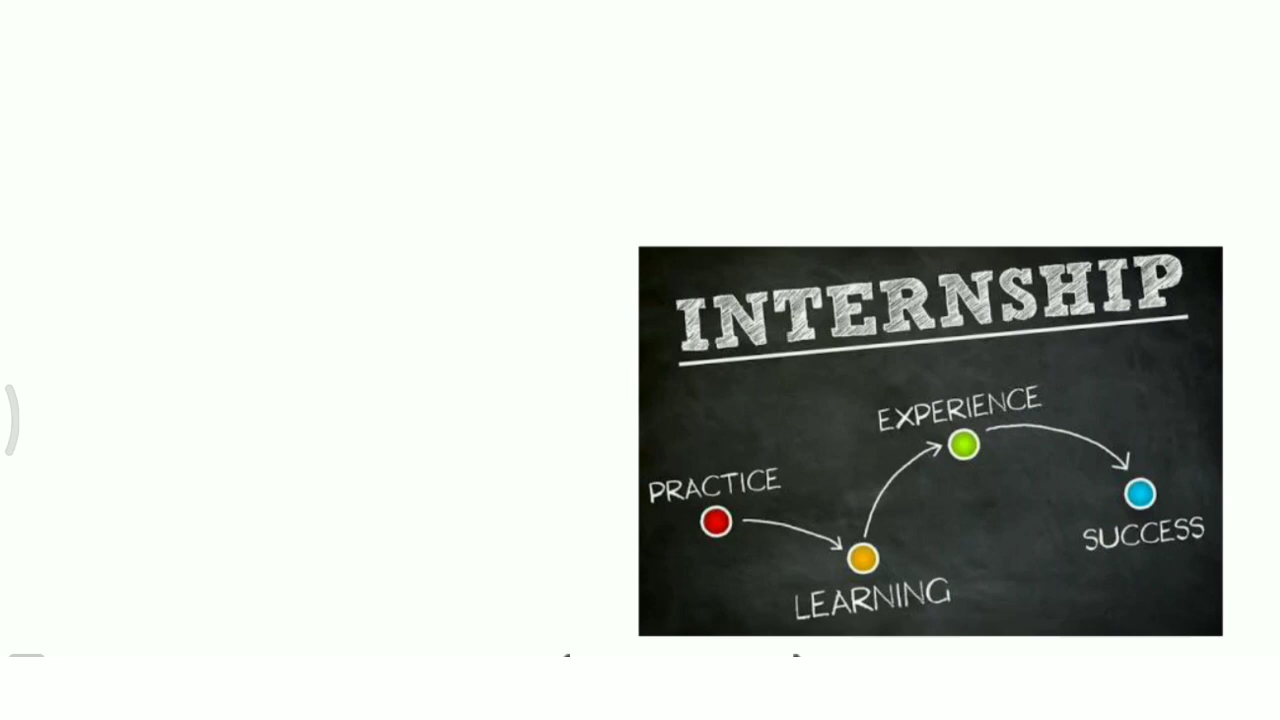 INTERNSHIP
EXPERIENCE
PRACTICE
SUCCESS
LEARNING